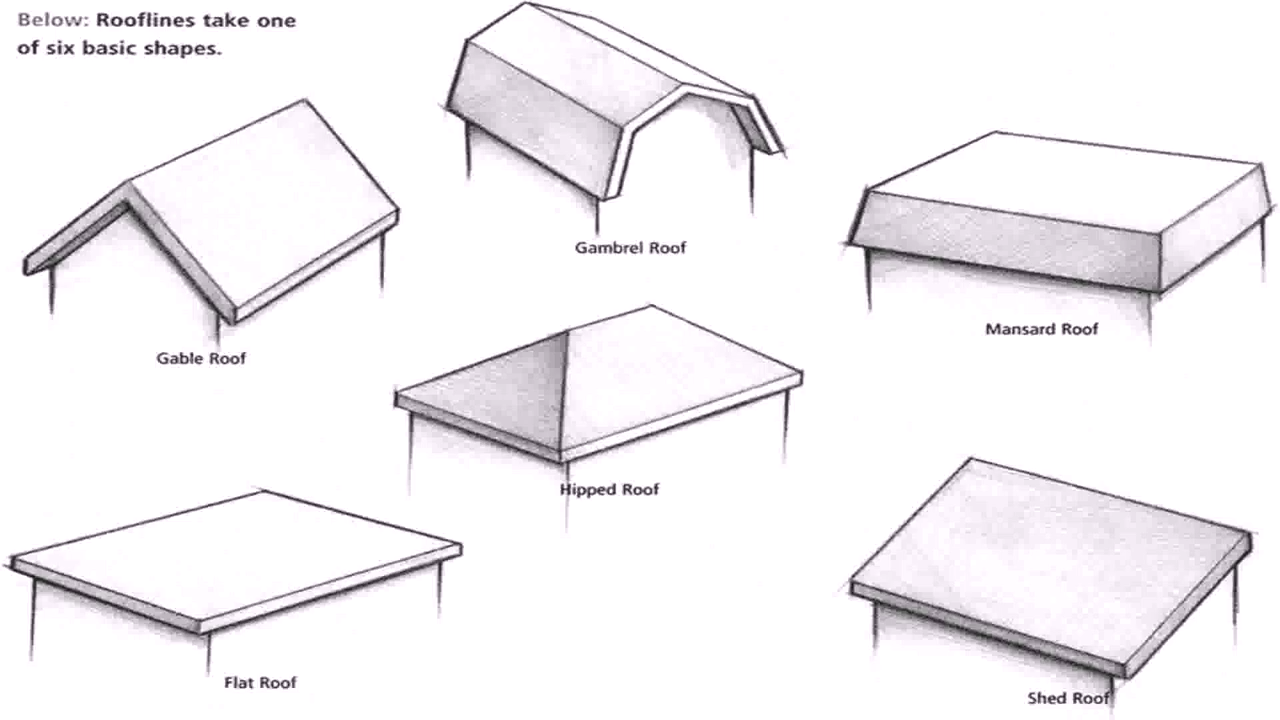 Below: Rooflines take one
of six basic shapes.
Gambrel Roof
Mansard Roof
Gable Roof
Hipped Roof
Flat Roof
Shed Roof